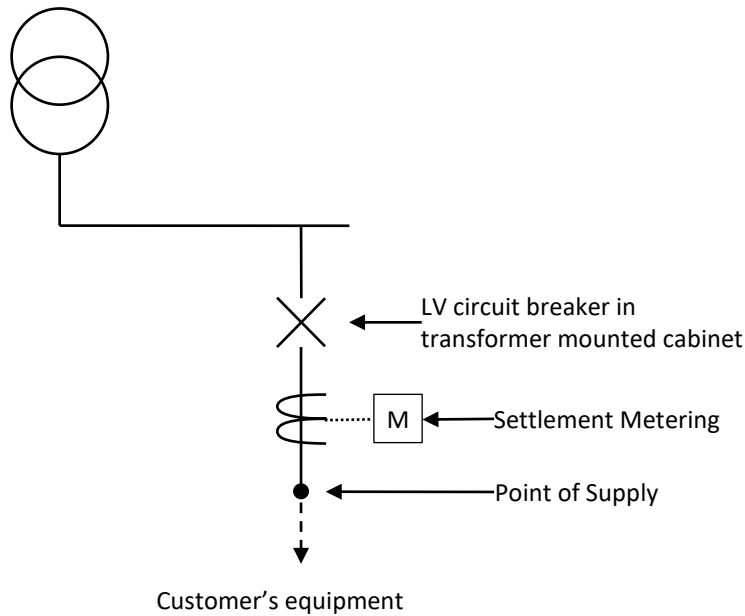 LV circuit breaker in
transformer mounted cabinet
M
Settlement Metering
Point of Supply
Customer’s equipment